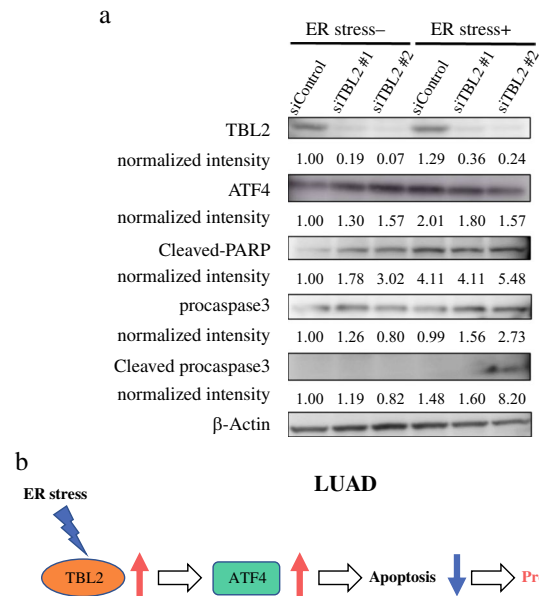 a
ER stress– ER stress+
siControl siTBL2 #1 siTBL2 #2 siControl siTBL2 #1 siTBL2 #2
TBL2
normalized intensity 1.00 0.19 0.07 1.29 0.36 0.24
ATF4
normalized intensity 1.00 1.30 1.57 2.01 1.80 1.57
Cleaved-PARP
normalized intensity 1.00 1.78 3.02 4.11 4.11 5.48
procaspase3
normalized intensity 1.00 1.26 0.80 0.99 1.56 2.73
Cleaved procaspase3
normalized intensity 1.00 1.19 0.82 1.48 1.60 8.20
β-Actin
b
LUAD
ER stress
TBL2 ATF4 Apoptosis Pr